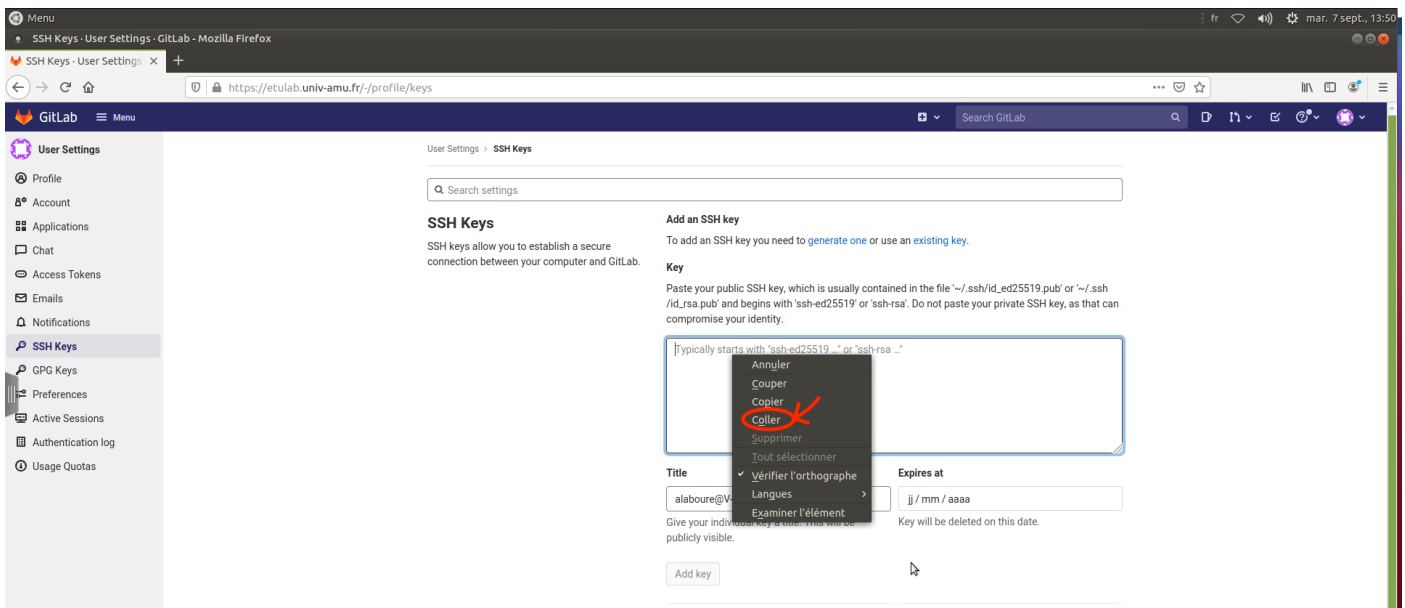 Menu
fr mar. 7 sept., 13:50
SSH Keys · User Settings · GitLab - Mozilla Firefox
SSH Keys · User Settings
https://etulab.univ-amu.fr/-/profile/keys
GitLab Menu Search GitLab
User Settings
Profile
Account
Applications
Chat
Access Tokens
Emails
Notifications
SSH Keys
GPG Keys
Preferences
Active Sessions
Authentication log
Usage Quotas
User Settings > SSH Keys
Search settings
SSH Keys
SSH keys allow you to establish a secure
connection between your computer and GitLab.
Add an SSH key
To add an SSH key you need to generate one or use an existing key.
Key
Paste your public SSH key, which is usually contained in the file '~/.ssh/id_ed25519.pub' or '~/.ssh
/id_rsa.pub' and begins with 'ssh-ed25519' or 'ssh-rsa'. Do not paste your private SSH key, as that can
compromise your identity.
Typically starts with "ssh-ed25519 …" or "ssh-rsa …"
Annuler
Couper
Copier
Coller
Supprimer
Tout sélectionner
Vérifier l'orthographe
Langues
Examiner l'élément
Title
alaboure@V-
Give your individual key a title. This will be
publicly visible.
Expires at
jj / mm / aaaa
Key will be deleted on this date.
Add key